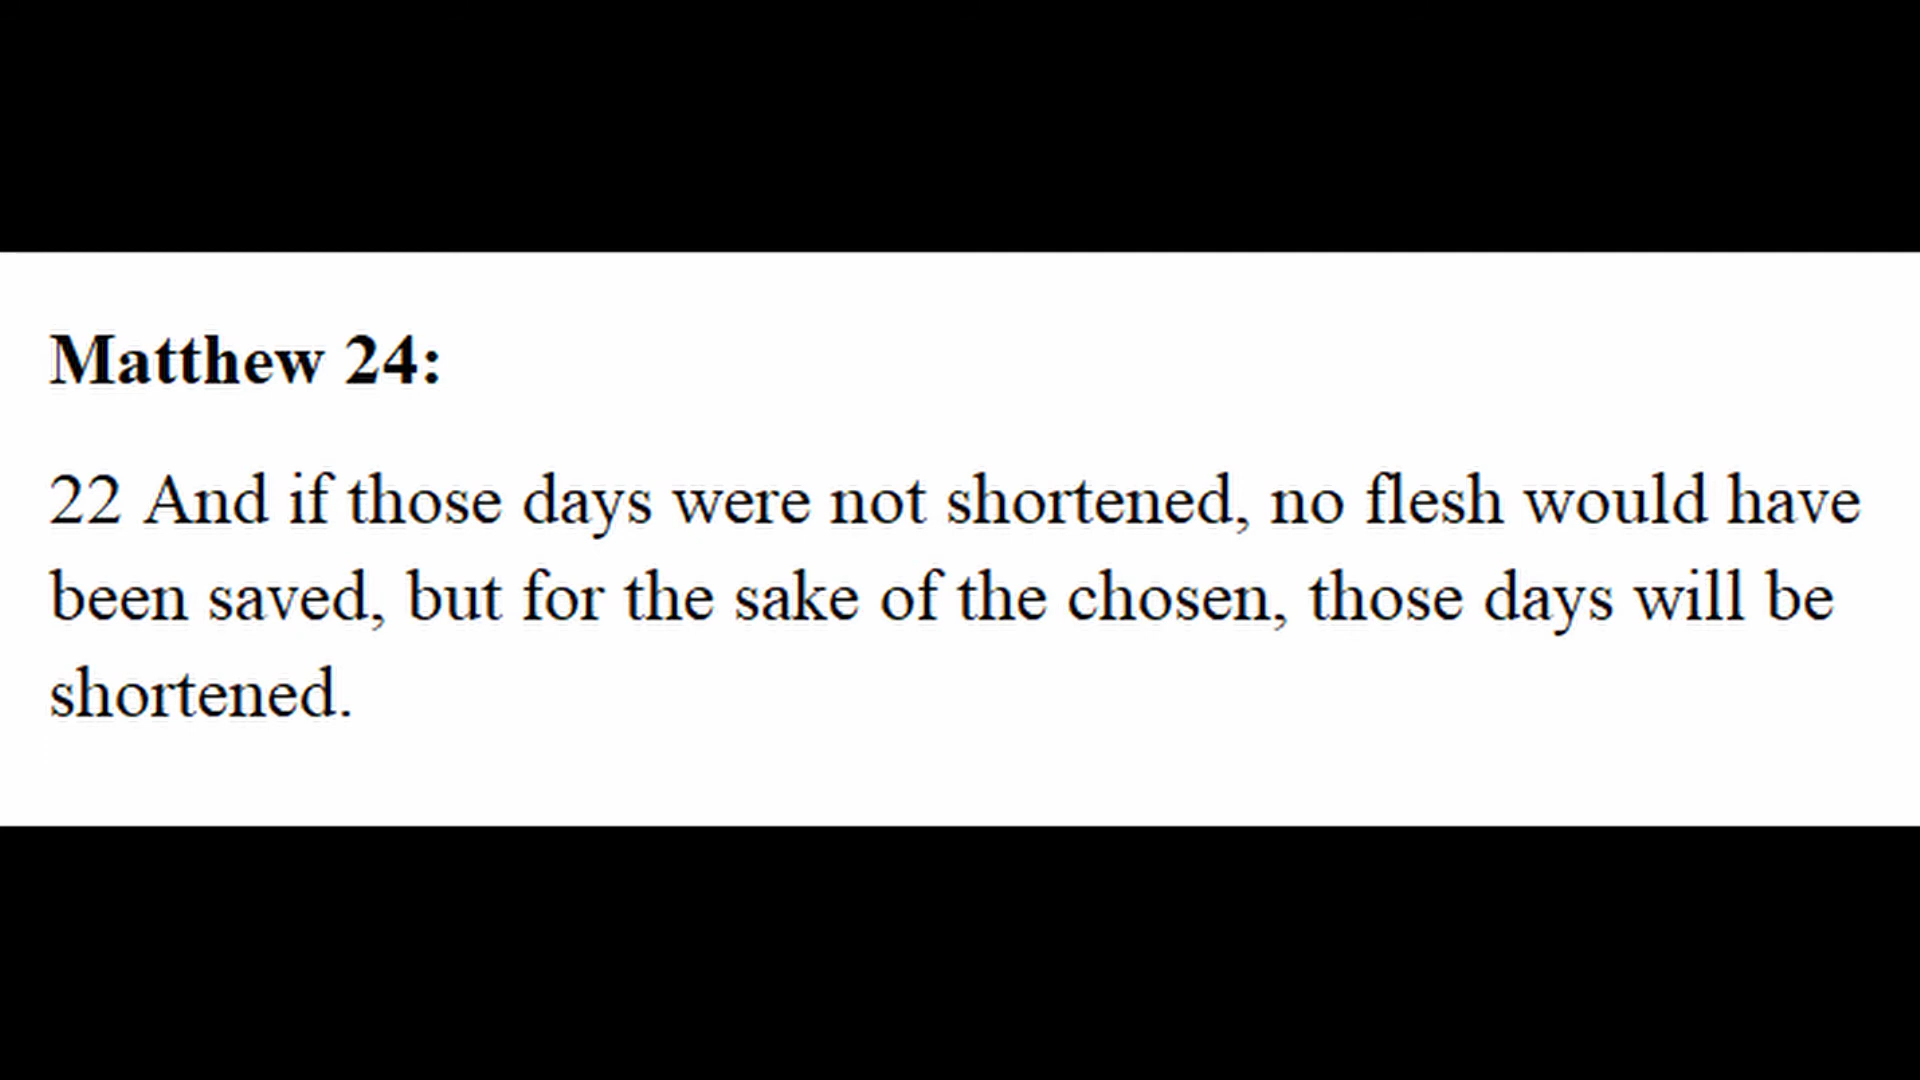 Matthew 24:
22 And if those days were not shortened, no flesh would have
been saved, but for the sake of the chosen, those days will be
shortened.